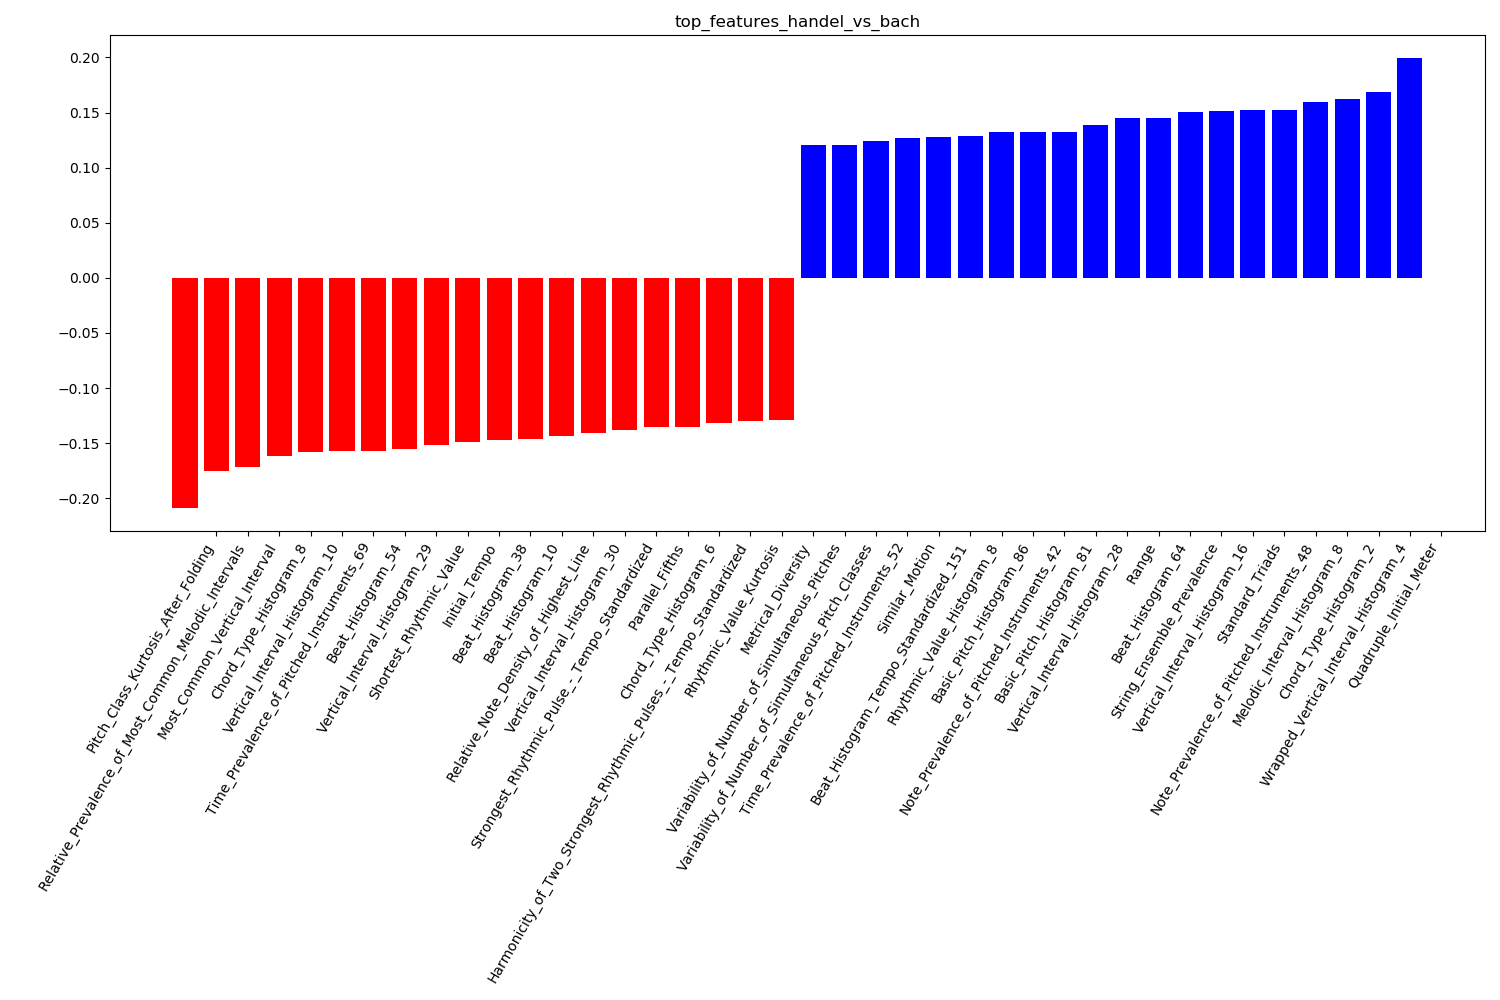 top_features_handel_vs_bach
0.20
0.15
0.10
0.05
0.00
−0.05
−0.10
−0.15
−0.20
Pitch_Class_Kurtosis_After_Folding
Relative_Prevalence_of_Most_Common_Melodic_Intervals
Most_Common_Vertical_Interval
Chord_Type_Histogram_8
Vertical_Interval_Histogram_10
Time_Prevalence_of_Pitched_Instruments_69
Beat_Histogram_54
Vertical_Interval_Histogram_29
Shortest_Rhythmic_Value
Initial_Tempo
Beat_Histogram_38
Beat_Histogram_10
Relative_Note_Density_of_Highest_Line
Vertical_Interval_Histogram_30
Strongest_Rhythmic_Pulse_-_Tempo_Standardized
Parallel_Fifths
Chord_Type_Histogram_6
Harmonicity_of_Two_Strongest_Rhythmic_Pulses_-_Tempo_Standardized
Rhythmic_Value_Kurtosis
Metrical_Diversity
Variability_of_Number_of_Simultaneous_Pitches
Variability_of_Number_of_Simultaneous_Pitch_Classes
Time_Prevalence_of_Pitched_Instruments_52
Similar_Motion
Beat_Histogram_Tempo_Standardized_151
Rhythmic_Value_Histogram_8
Basic_Pitch_Histogram_86
Note_Prevalence_of_Pitched_Instruments_42
Basic_Pitch_Histogram_81
Vertical_Interval_Histogram_28
Range
Beat_Histogram_64
String_Ensemble_Prevalence
Vertical_Interval_Histogram_16
Standard_Triads
Note_Prevalence_of_Pitched_Instruments_48
Melodic_Interval_Histogram_8
Chord_Type_Histogram_2
Wrapped_Vertical_Interval_Histogram_4
Quadruple_Initial_Meter